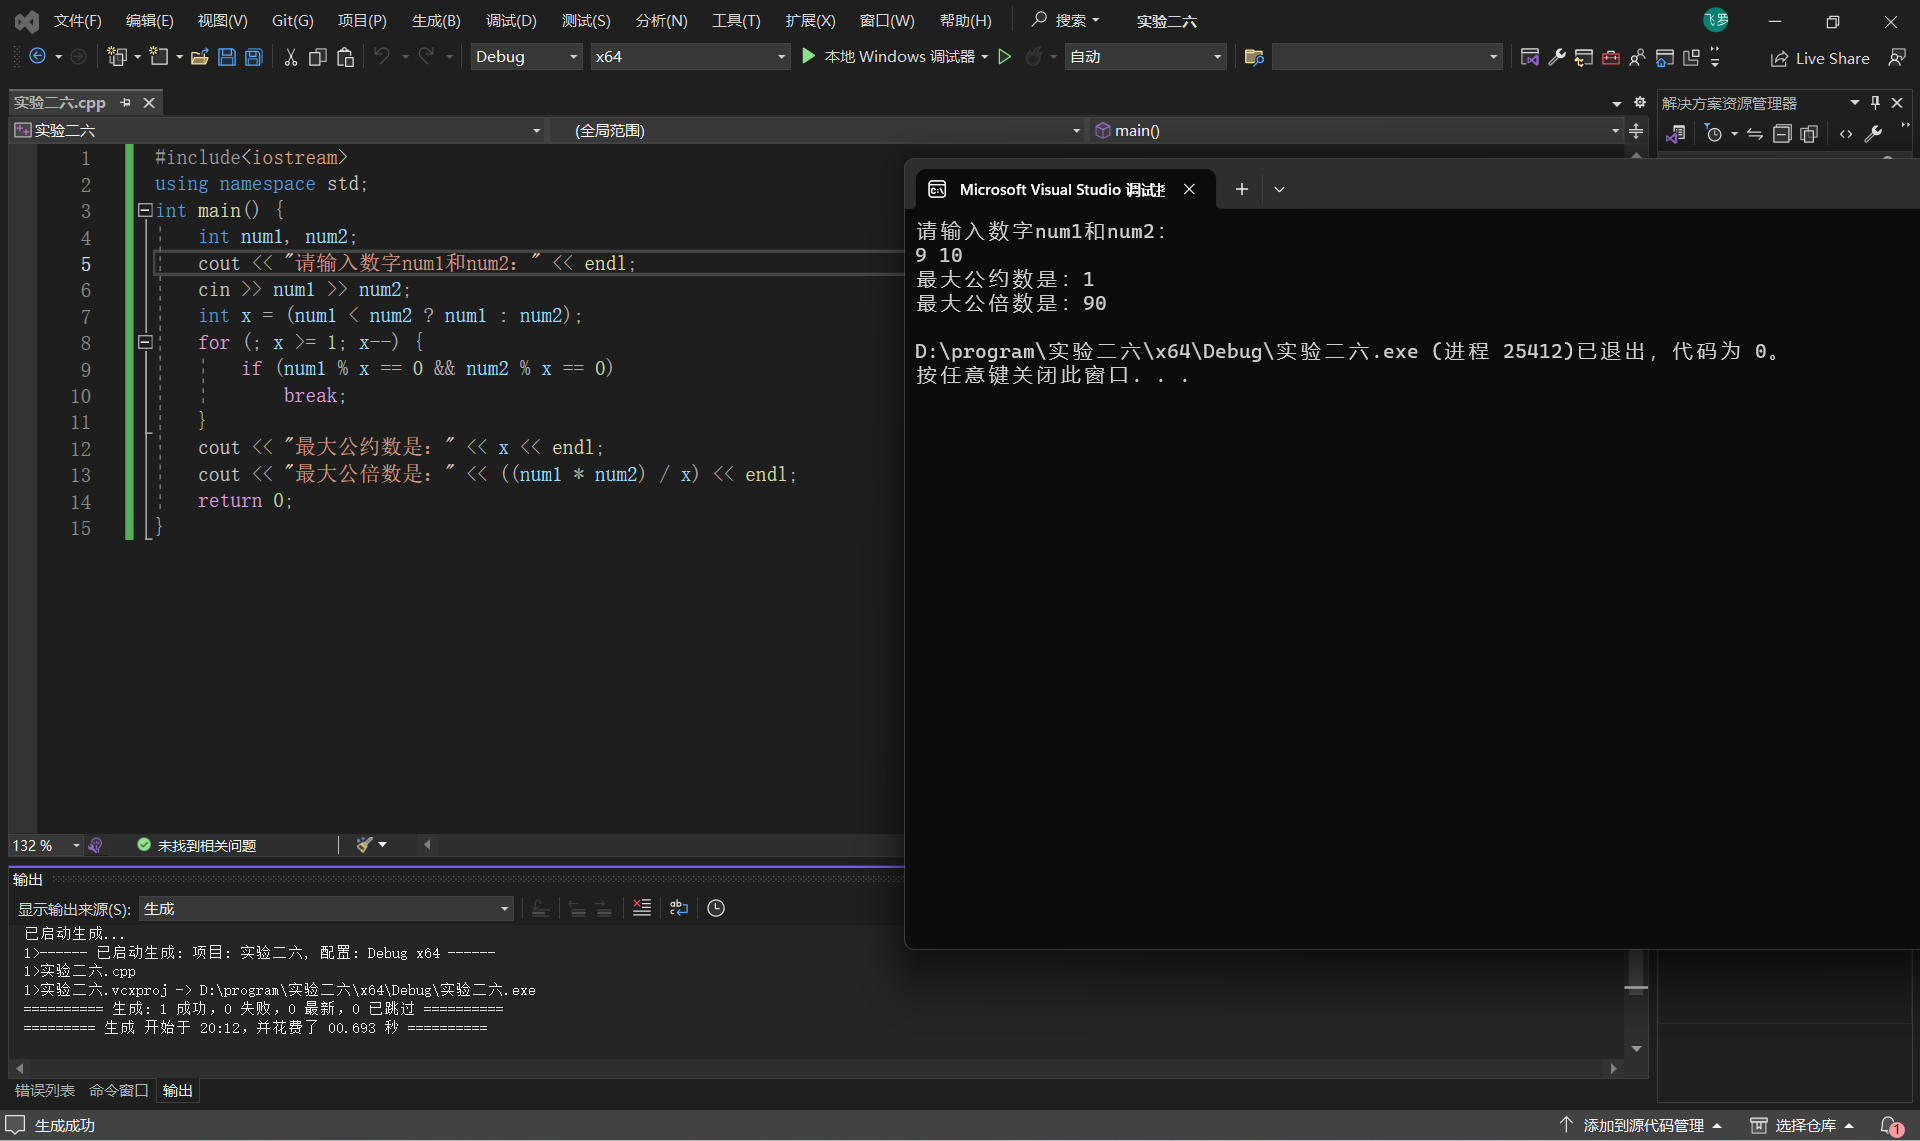 文件(F) 编辑(E) 视图(V) Git(G) 项目(P) 生成(B) 调试(D) 测试(S) 分析(N) 工具(T) 扩展(X) 窗口(W) 帮助(H) 搜索 实验二六 飞罗
Debug x64 本地 Windows 调试器 自动 Live Share
实验二六.cpp
解决方案资源管理器
实验二六 (全局范围) main()
1 #include<iostream>
2 using namespace std;
3 int main() {
4 int num1, num2;
5 cout << "请输入数字num1和num2：" << endl;
6 cin >> num1 >> num2;
7 int x = (num1 < num2 ? num1 : num2);
8 for (; x >= 1; x--) {
9 if (num1 % x == 0 && num2 % x == 0)
10 break;
11 }
12 cout << "最大公约数是：" << x << endl;
13 cout << "最大公倍数是：" << ((num1 * num2) / x) << endl;
14 return 0;
15 }
Microsoft Visual Studio 调试
请输入数字num1和num2：
9 10
最大公约数是：1
最大公倍数是：90
D:\program\实验二六\x64\Debug\实验二六.exe (进程 25412)已退出，代码为 0。
按任意键关闭此窗口. . .
132 % 未找到相关问题
输出
显示输出来源(S): 生成
已启动生成...
1>------ 已启动生成: 项目: 实验二六, 配置: Debug x64 ------
1>实验二六.cpp
1>实验二六.vcxproj -> D:\program\实验二六\x64\Debug\实验二六.exe
========== 生成: 1 成功，0 失败，0 最新，0 已跳过 ==========
========= 生成 开始于 20:12，并花费了 00.693 秒 ==========
错误列表 命令窗口 输出
生成成功 添加到源代码管理 选择仓库 1